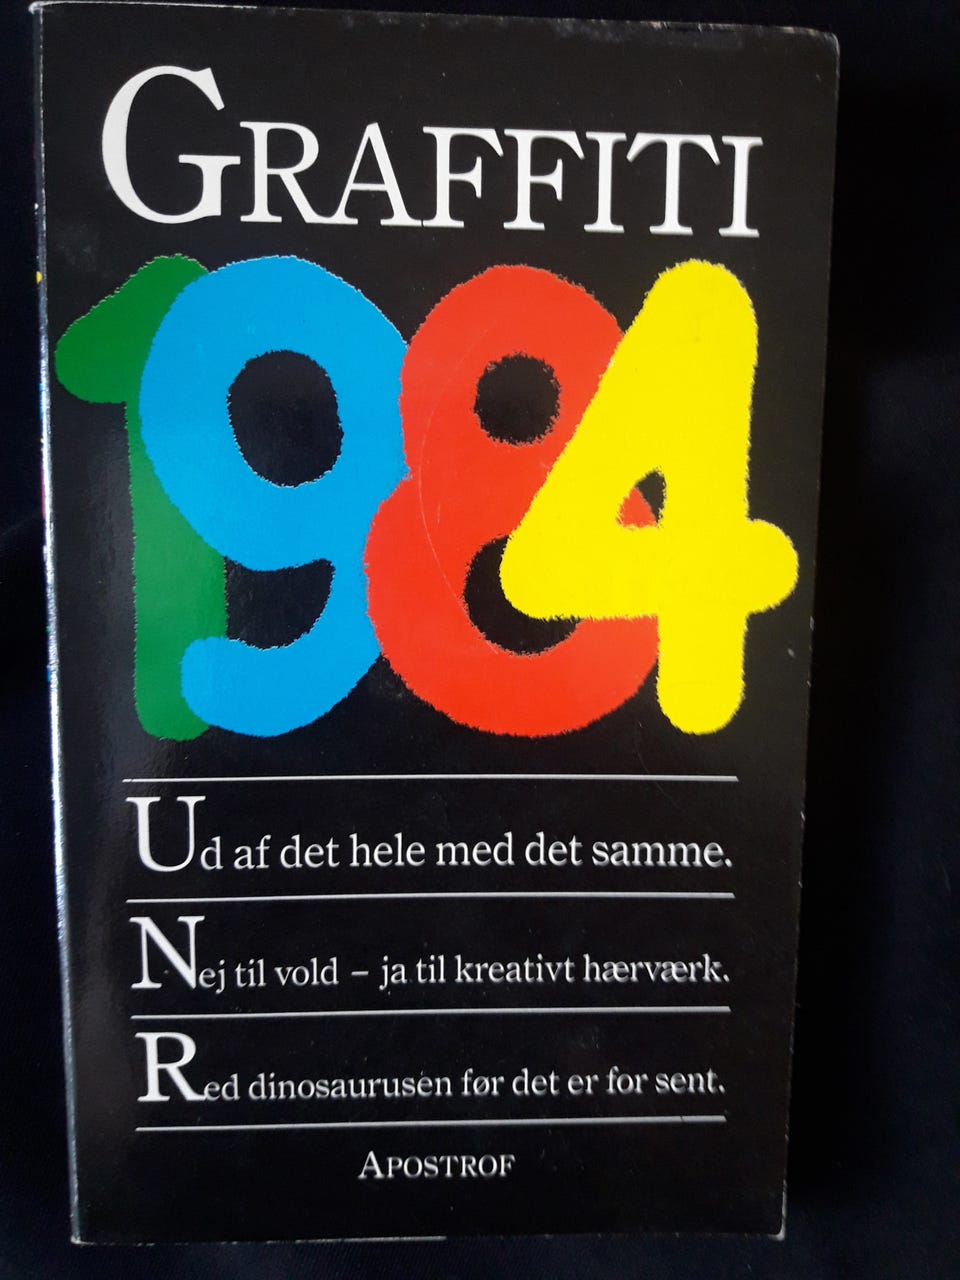 GRAFFITI
1984
Ud af det hele med det samme.
Nej til vold – ja til kreativt hærværk.
Red dinosaurusen før det er for sent.
APOSTROF